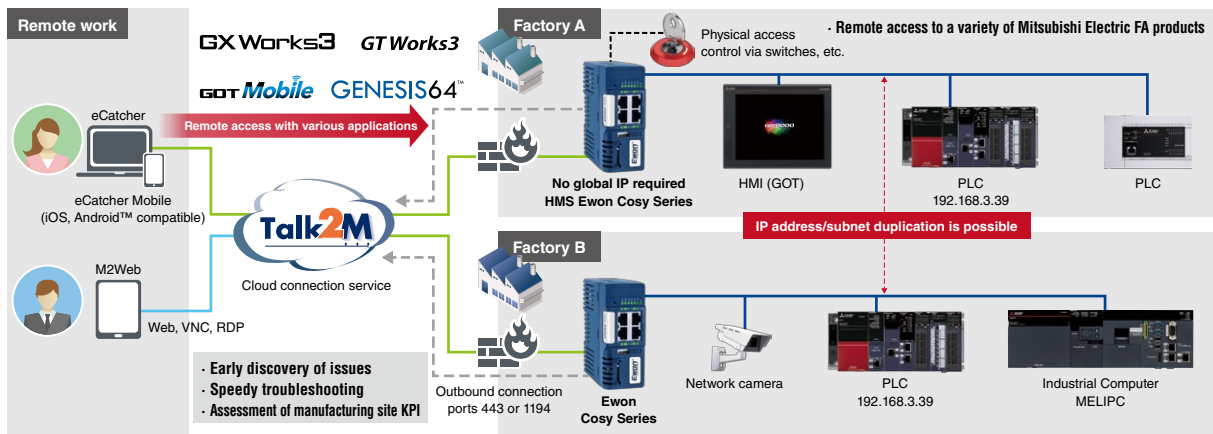 Remote work
GX Works3
GT Works3
GOT Mobile
GENESIS64™
eCatcher
Remote access with various applications
eCatcher Mobile
(iOS, Android™ compatible)
Talk2M
Cloud connection service
M2Web
Web, VNC, RDP
· Early discovery of issues
· Speedy troubleshooting
· Assessment of manufacturing site KPI
Outbound connection
ports 443 or 1194
Factory A
Physical access
control via switches, etc.
· Remote access to a variety of Mitsubishi Electric FA products
Ewon
No global IP required
HMS Ewon Cosy Series
GOT2000
HMI (GOT)
PLC
192.168.3.39
PLC
IP address/subnet duplication is possible
Factory B
Ewon
Ewon
Cosy Series
Network camera
PLC
192.168.3.39
Industrial Computer
MELIPC